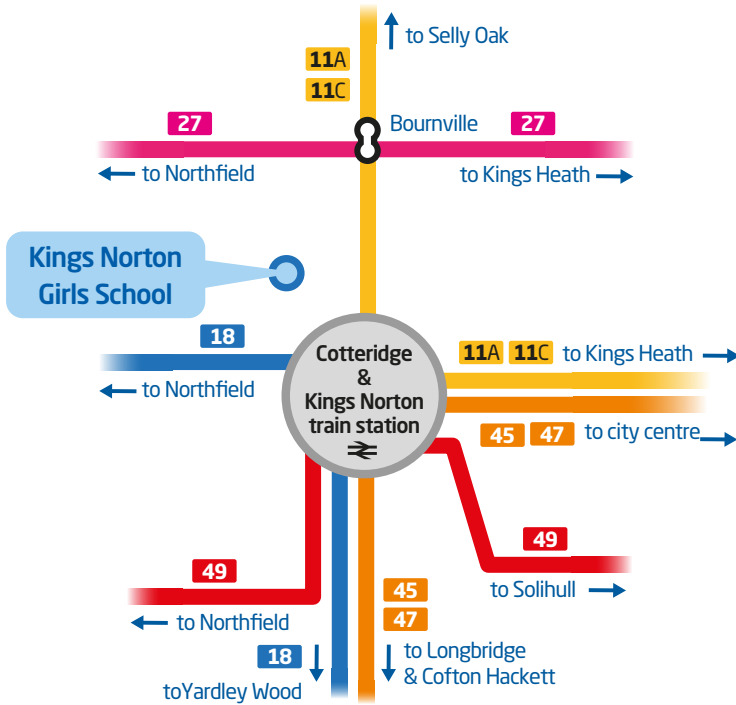 to Selly Oak
11A
11C
27
Bournville
27
to Northfield
to Kings Heath
Kings Norton
Girls School
18
to Northfield
Cotteridge
&
Kings Norton
train station
11A 11C to Kings Heath
45 47 to city centre
49
to Solihull
49
to Northfield
45
47
18
toYardley Wood
to Longbridge
& Cofton Hackett